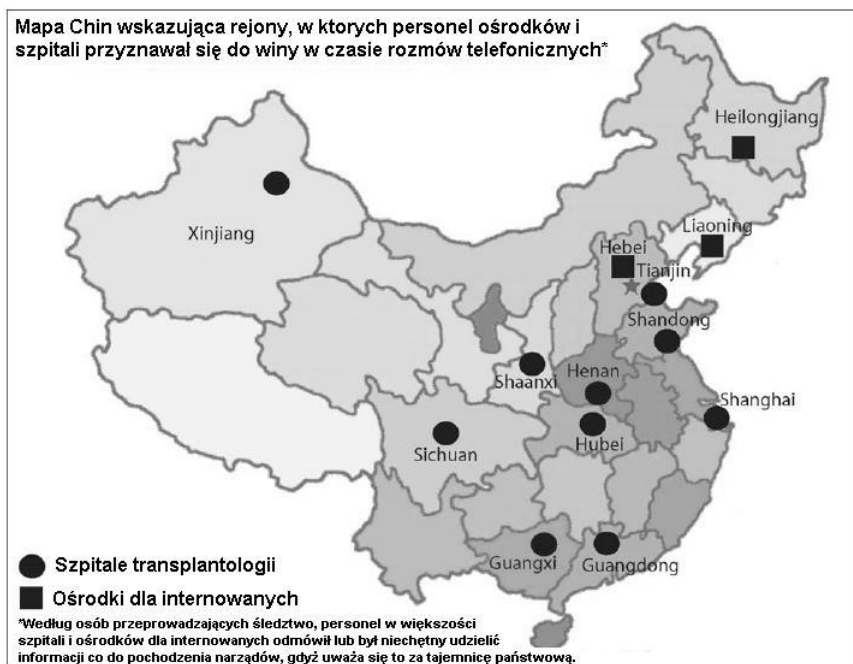 Mapa Chin wskazująca rejony, w ktorych personel ośrodków i
szpitali przyznawał się do winy w czasie rozmów telefonicznych*
Heilongjiang
Xinjiang
Liaoning
Hebei
Tianjin
Shandong
Shaanxi
Henan
Shanghai
Sichuan
Hubei
Guangxi
Guangdong
Szpitale transplantologii
Ośrodki dla internowanych
*Według osób przeprowadzających śledztwo, personel w większości
szpitali i ośrodków dla internowanych odmówił lub był niechętny udzielić
informacji co do pochodzenia narządów, gdyż uważa się to za tajemnicę państwową.